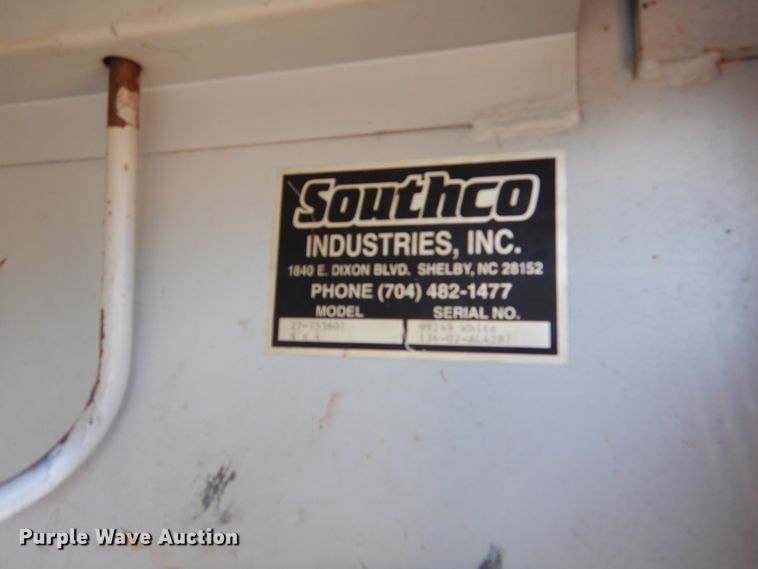 Southco
INDUSTRIES, INC.
1840 E. DIXON BLVD. SHELBY, NC 28152
PHONE (704) 482-1477
MODEL SERIAL NO.
99249 White
Purple Wave Auction